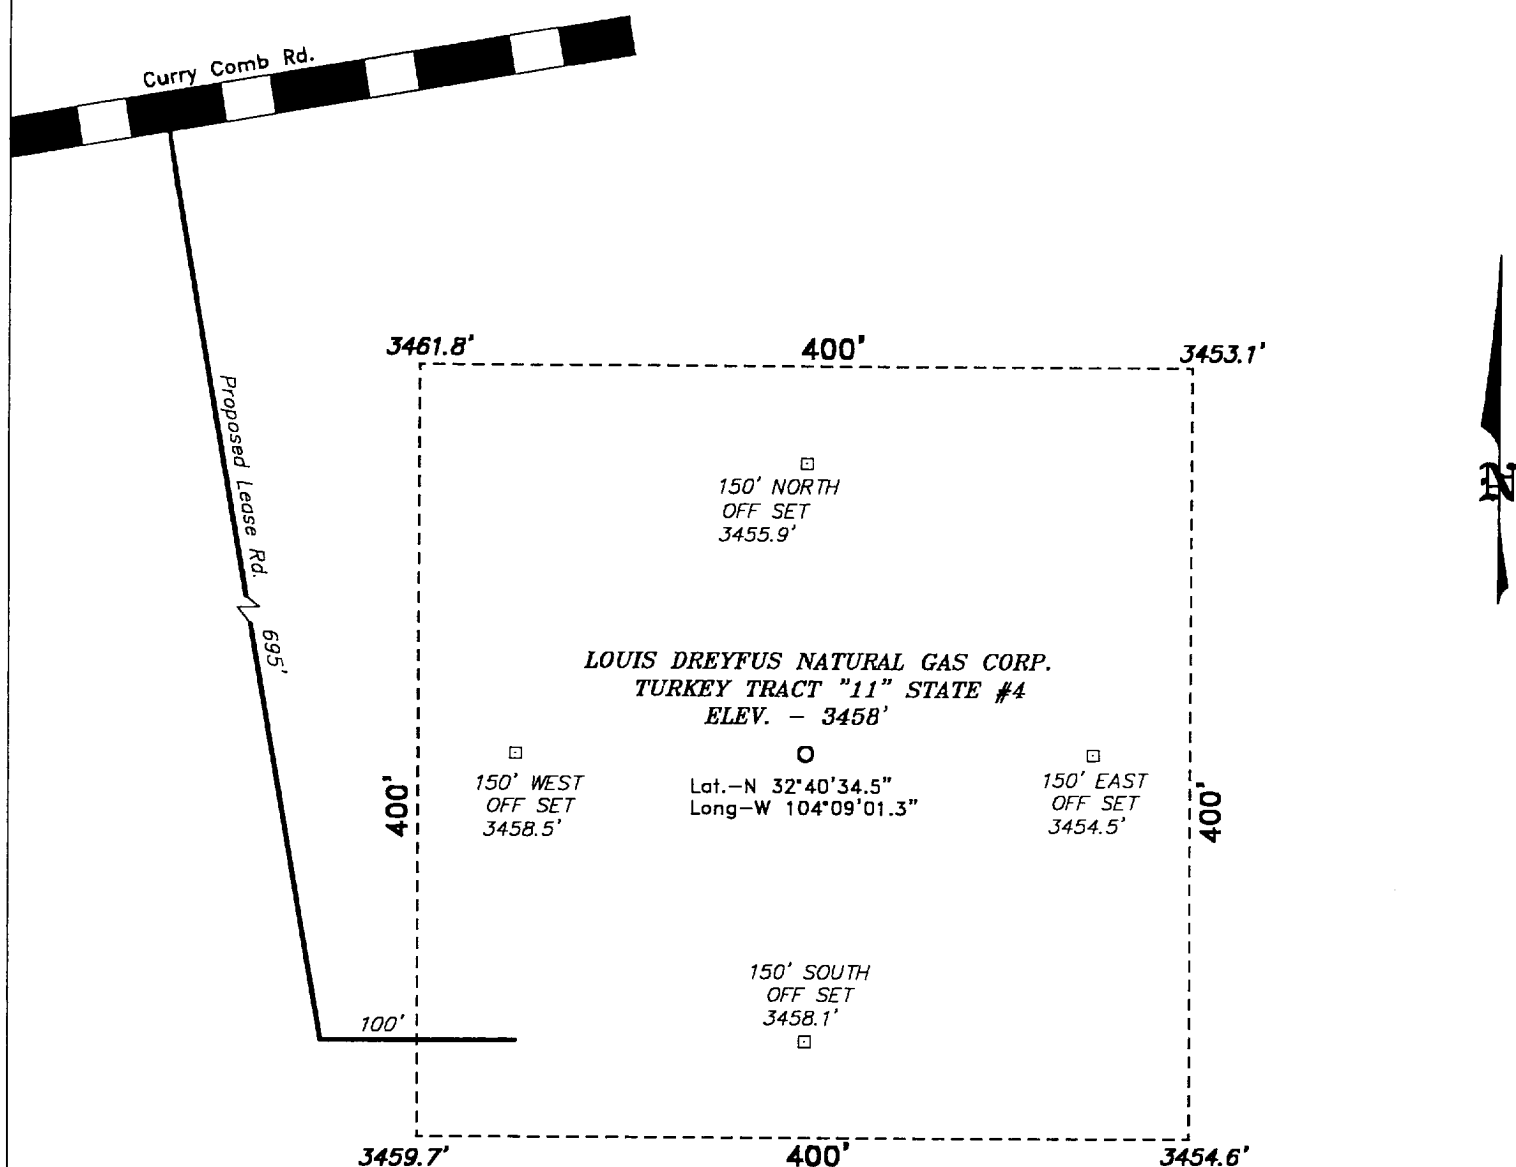 Curry Comb Rd.
3461.8'
400'
3453.1'
Proposed Lease Rd.
695'
150' NORTH
OFF SET
3455.9'
N
LOUIS DREYFUS NATURAL GAS CORP.
TURKEY TRACT "11" STATE #4
ELEV. - 3458'
400'
150' WEST
OFF SET
3458.5'
Lat.-N 32°40'34.5"
Long-W 104°09'01.3"
150' EAST
OFF SET
3454.5'
400'
150' SOUTH
OFF SET
3458.1'
100'
3459.7'
400'
3454.6'